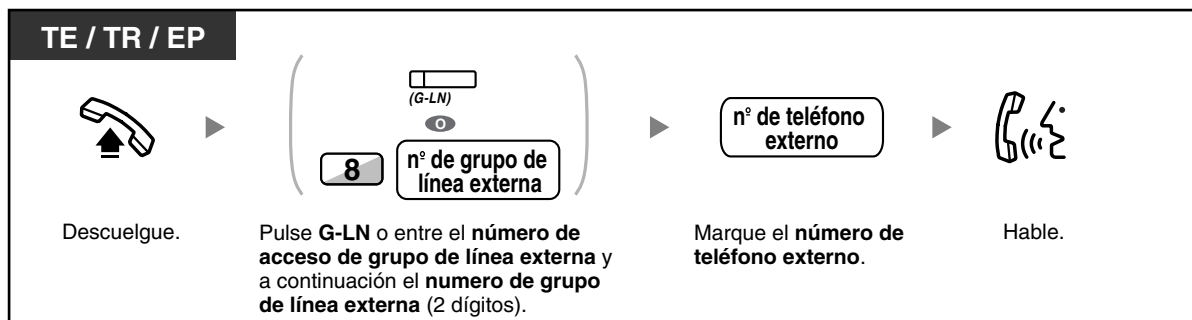 TE / TR / EP
(G-LN)
O
8
nº de grupo de
línea externa
nº de teléfono
externo
Descuelgue.
Pulse G-LN o entre el número de
acceso de grupo de línea externa y
a continuación el numero de grupo
de línea externa (2 dígitos).
Marque el número de
teléfono externo.
Hable.